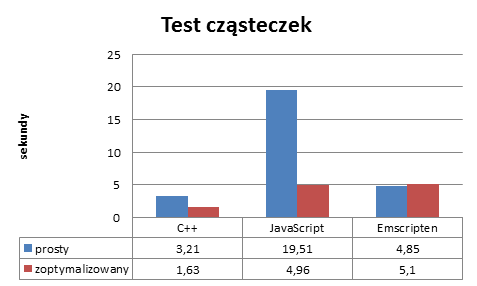 Test cząsteczek
sekundy
25
20
15
10
5
0
C++ JavaScript Emscripten
prosty 3,21 19,51 4,85
zoptymalizowany 1,63 4,96 5,1